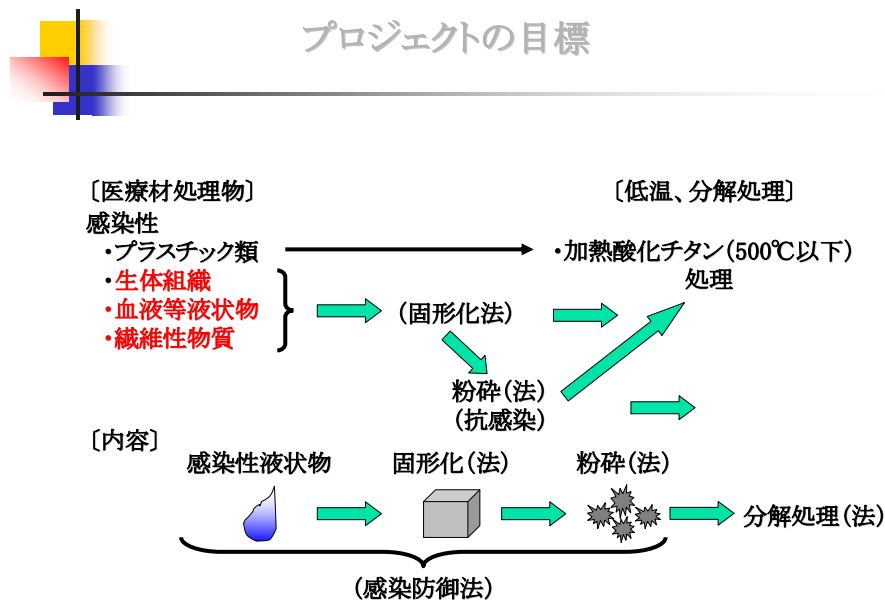 プロジェクトの目標
〔医療材処理物〕
感染性
・プラスチック類
・生体組織
・血液等液状物
・繊維性物質
(固形化法)
粉砕(法)
(抗感染)
〔低温、分解処理〕
・加熱酸化チタン(500℃以下)
処理
〔内容〕
感染性液状物
固形化(法)
粉砕(法)
分解処理(法)
(感染防御法)